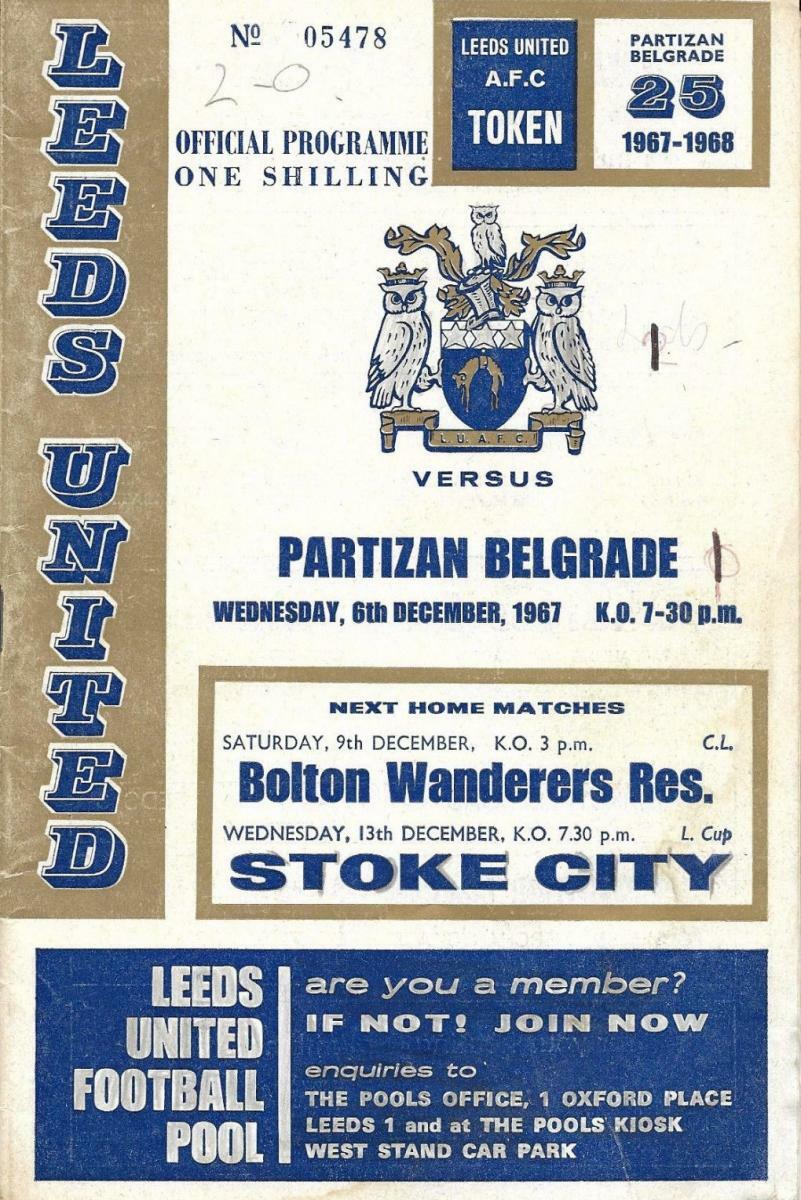 LEEDS UNITED
Nº 05478
2-0
OFFICIAL PROGRAMME
ONE SHILLING
LEEDS UNITED
A.F.C
TOKEN
PARTIZAN
BELGRADE
25
1967-1968
L.U.A.F.C.
Leeds - 1
VERSUS
PARTIZAN BELGRADE 1
WEDNESDAY, 6th DECEMBER, 1967 K.O. 7-30 p.m.
NEXT HOME MATCHES
SATURDAY, 9th DECEMBER, K.O. 3 p.m. C.L.
Bolton Wanderers Res.
WEDNESDAY, 13th DECEMBER, K.O. 7.30 p.m. L. Cup
STOKE CITY
LEEDS
UNITED
FOOTBALL
POOL
are you a member?
IF NOT! JOIN NOW
enquiries to
THE POOLS OFFICE, 1 OXFORD PLACE
LEEDS 1 and at THE POOLS KIOSK
WEST STAND CAR PARK